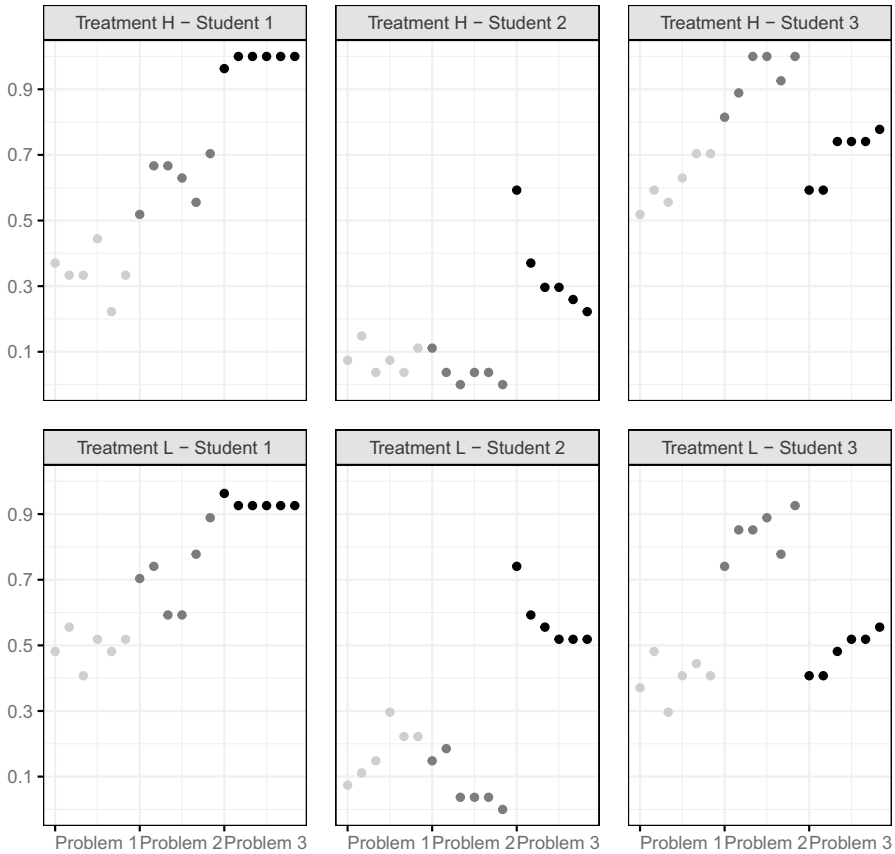 Treatment H − Student 1
Treatment H − Student 2
Treatment H − Student 3
0.9
0.7
0.5
0.3
0.1
Treatment L − Student 1
Treatment L − Student 2
Treatment L − Student 3
0.9
0.7
0.5
0.3
0.1
Problem 1 Problem 2 Problem 3
Problem 1 Problem 2 Problem 3
Problem 1 Problem 2 Problem 3